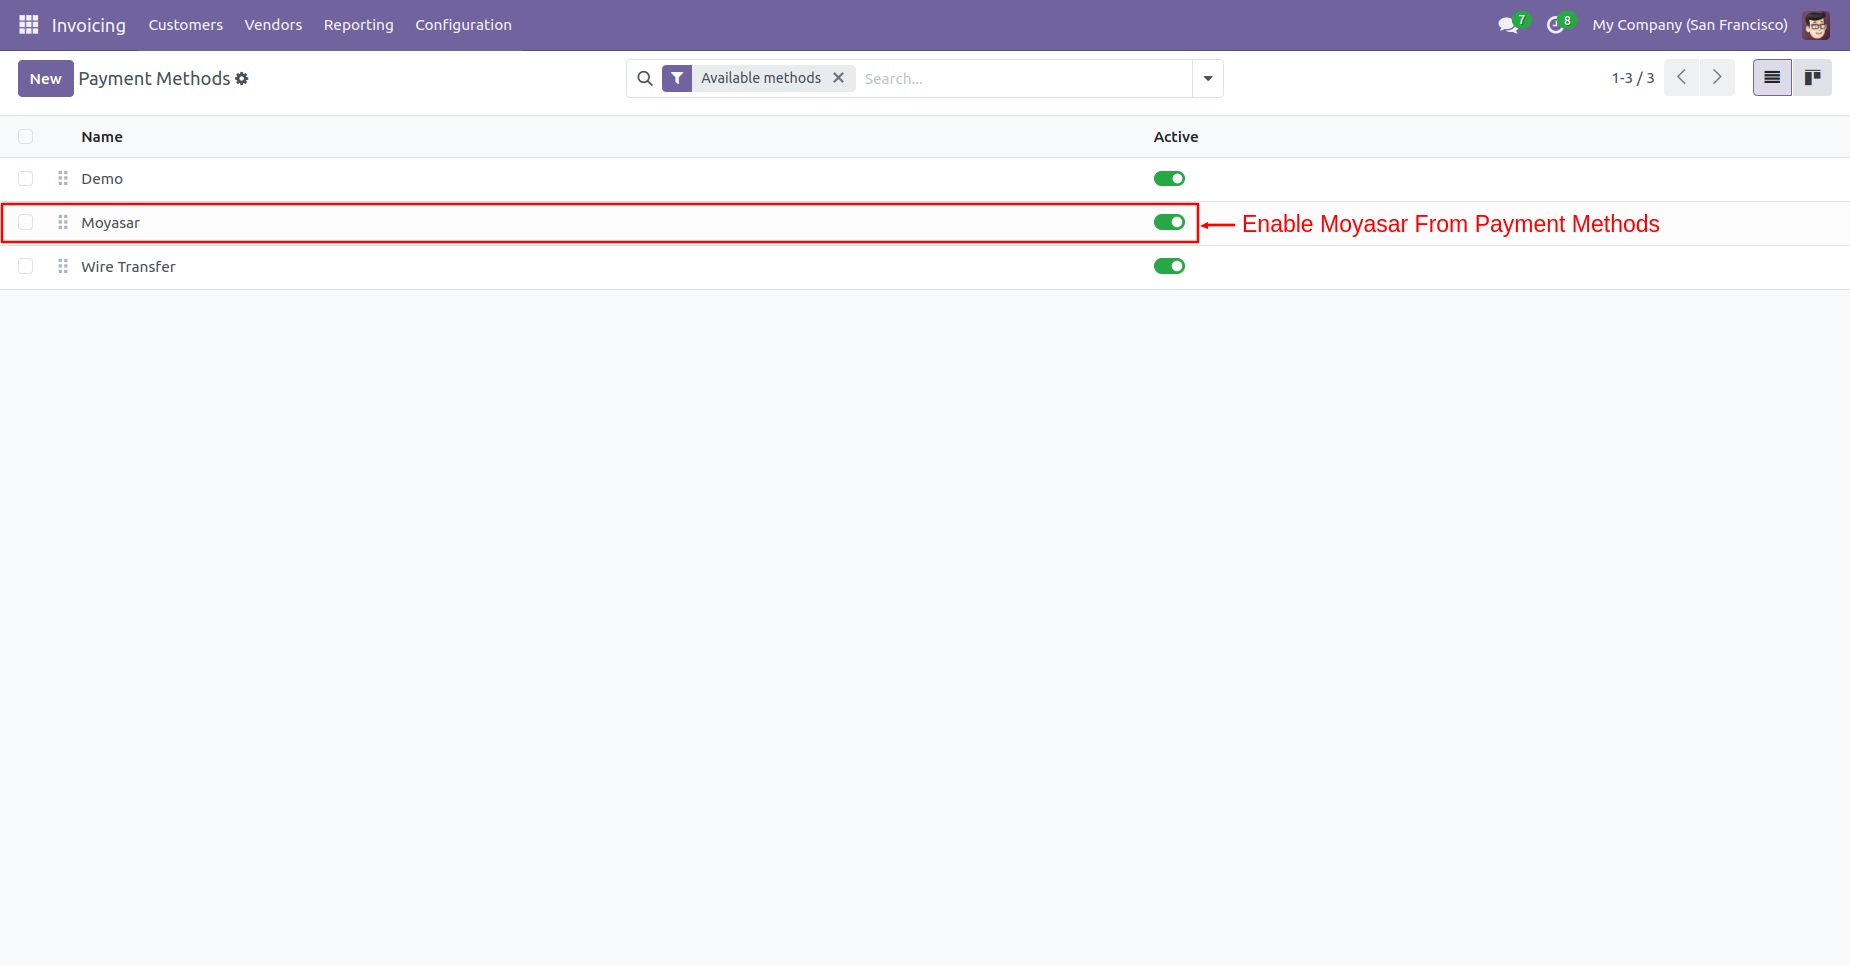 Invoicing Customers Vendors Reporting Configuration 7 8 My Company (San Francisco)
New Payment Methods Available methods Search... 1-3 / 3
Name Active
Demo
Moyasar Enable Moyasar From Payment Methods
Wire Transfer